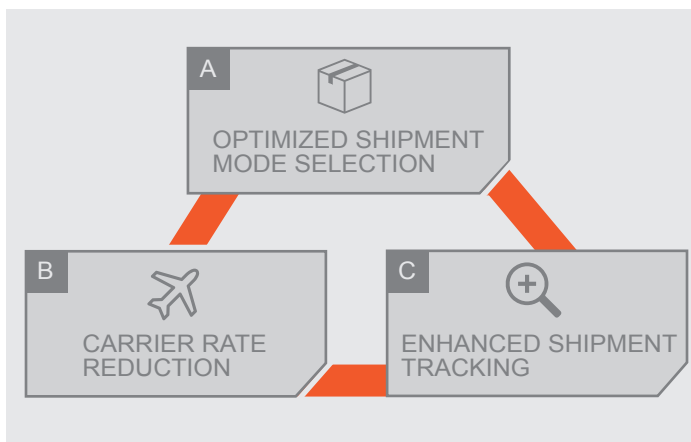 A
OPTIMIZED SHIPMENT
MODE SELECTION
B
CARRIER RATE
REDUCTION
C
ENHANCED SHIPMENT
TRACKING